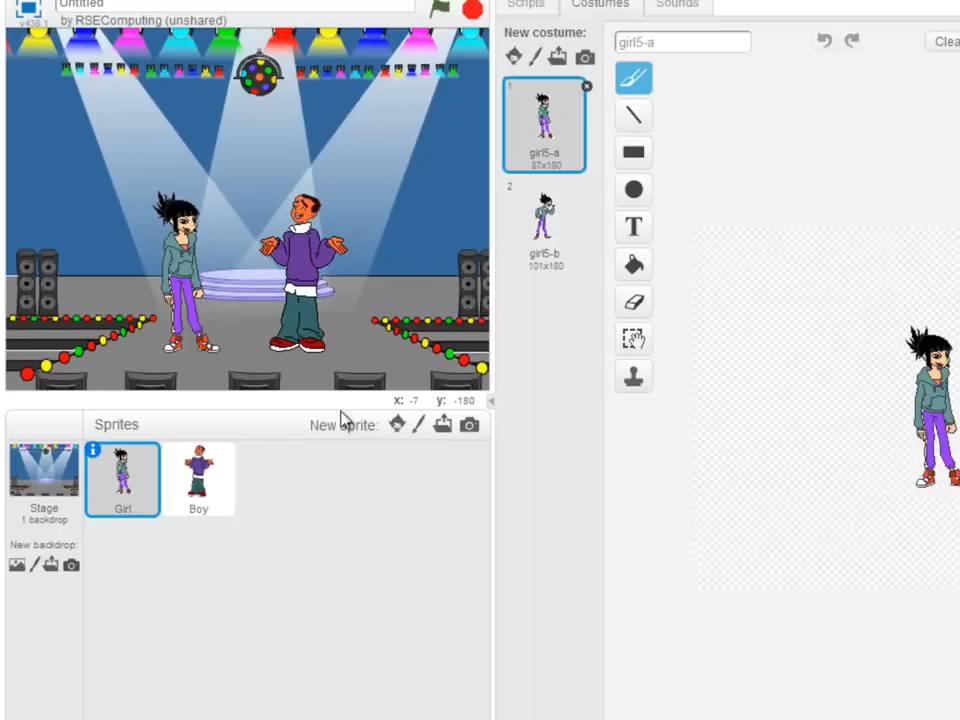 Untitled
v438.1
by RSEComputing (unshared)
Scripts
Costumes
Sounds
New costume:
girl5-a
Clea
1
girl5-a
87x180
2
girl5-b
101x180
T
x: -7 y: -180
Sprites
New sprite:
Girl
Boy
Stage
1 backdrop
New backdrop: